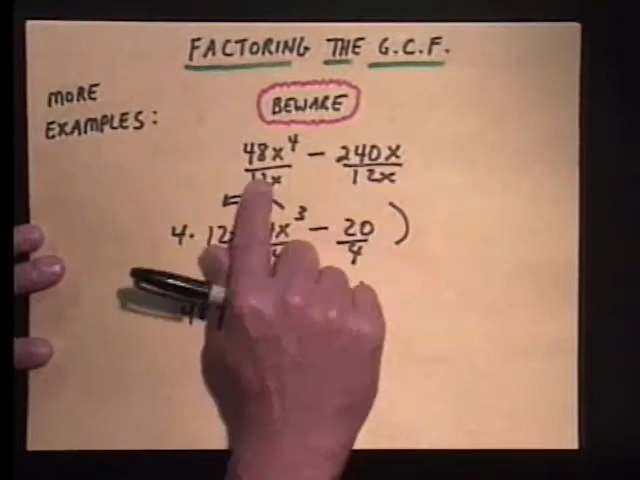 FACTORING THE G.C.F.
MORE
EXAMPLES:
BEWARE
48x⁴ - 240x
12x 12x
4 · 12 x³ - 20 )
4